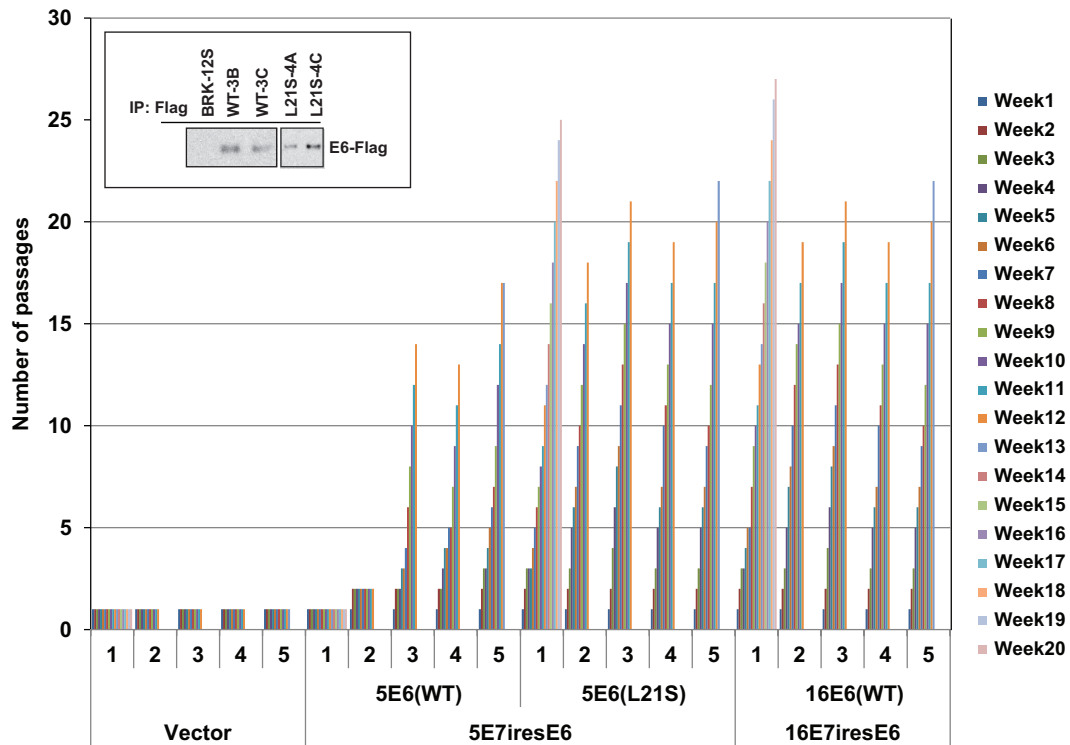 30
25
20
15
10
5
0
Number of passages
BRK-12S
WT-3B
WT-3C
L21S-4A
L21S-4C
IP: Flag
E6-Flag
1 2 3 4 5 1 2 3 4 5 1 2 3 4 5 1 2 3 4 5
5E6(WT) 5E6(L21S) 16E6(WT)
Vector 5E7iresE6 16E7iresE6
Week1
Week2
Week3
Week4
Week5
Week6
Week7
Week8
Week9
Week10
Week11
Week12
Week13
Week14
Week15
Week16
Week17
Week18
Week19
Week20